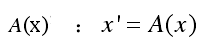 A(x) : x' = A(x)